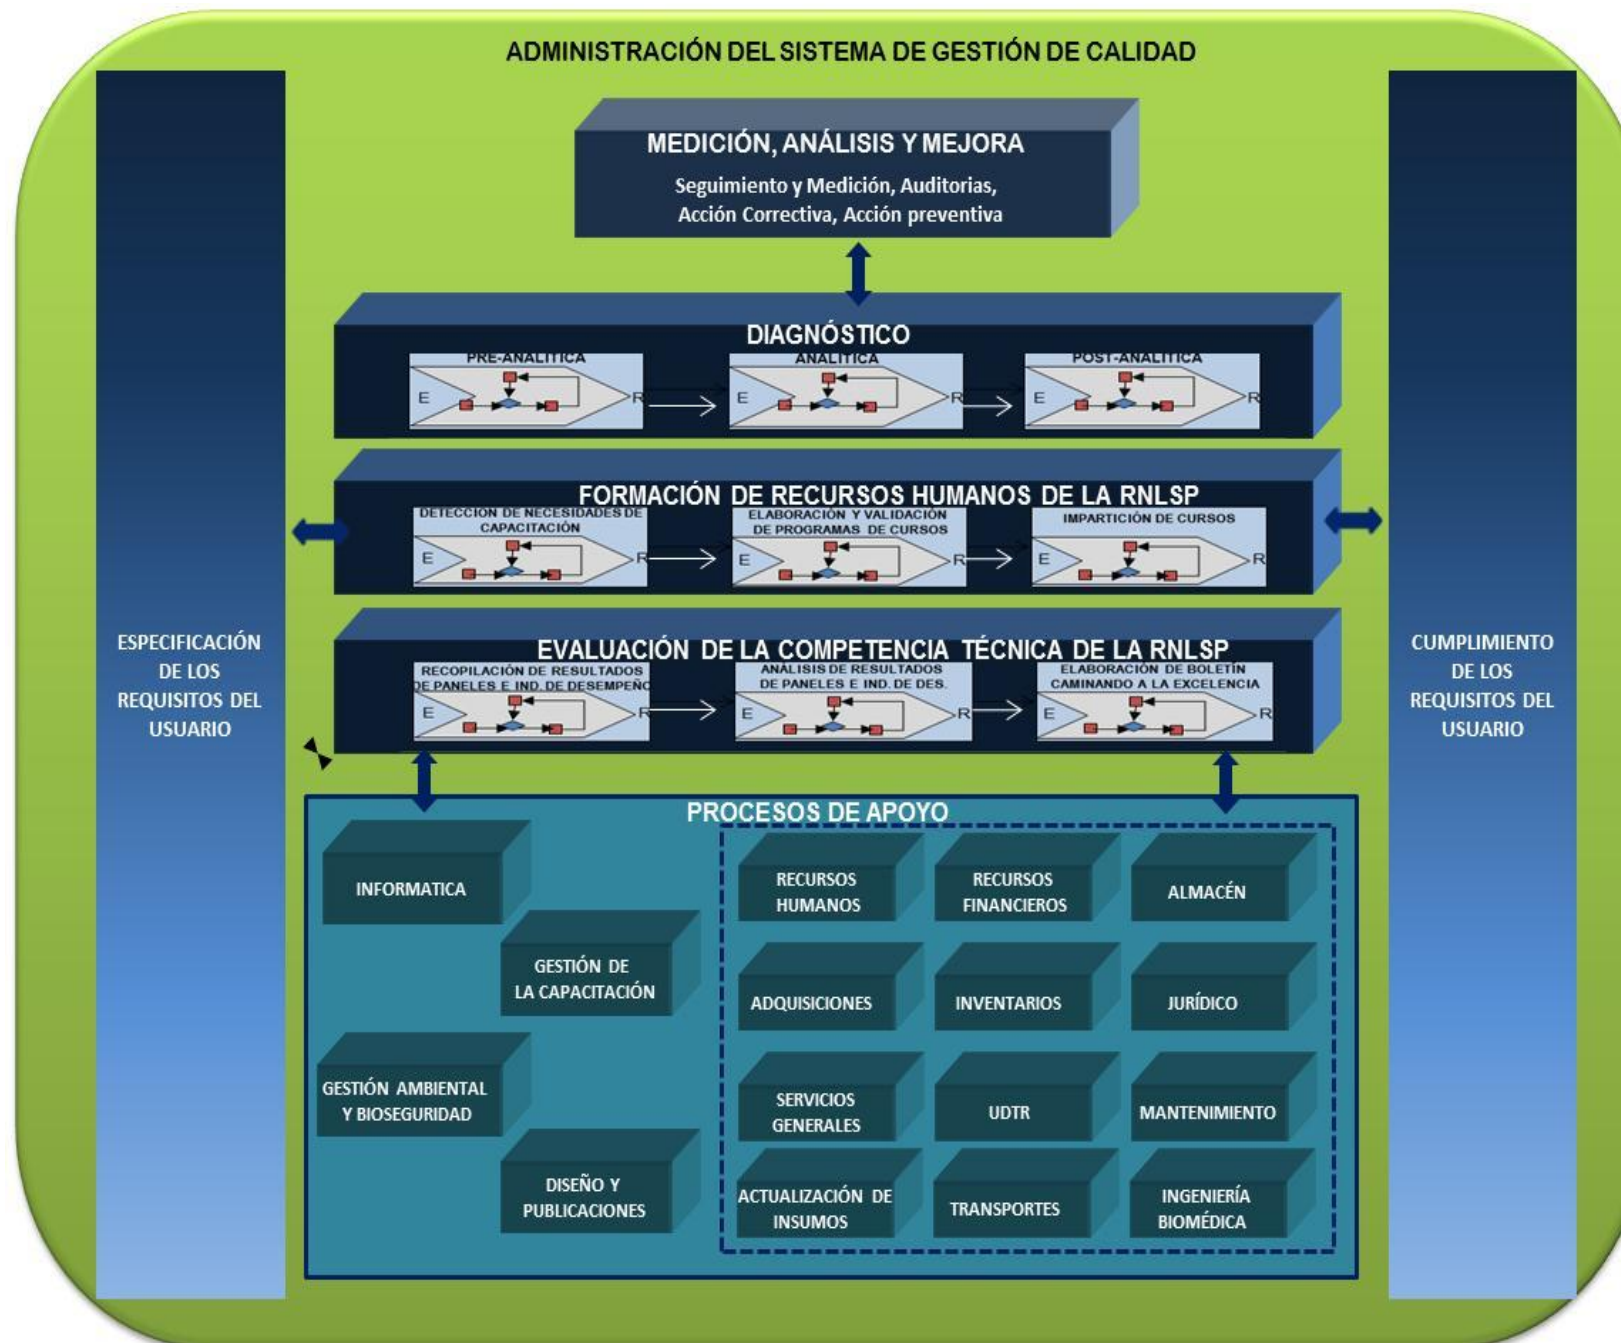 ADMINISTRACIÓN DEL SISTEMA DE GESTIÓN DE CALIDAD
MEDICIÓN, ANÁLISIS Y MEJORA
Seguimiento y Medición, Auditorias,
Acción Correctiva, Acción preventiva
DIAGNÓSTICO
PRE-ANALÍTICA
E
R
ANALÍTICA
E
R
POST-ANALÍTICA
E
R
FORMACIÓN DE RECURSOS HUMANOS DE LA RNLSP
DETECCIÓN DE NECESIDADES DE
CAPACITACIÓN
E
R
ELABORACIÓN Y VALIDACIÓN
DE PROGRAMAS DE CURSOS
E
R
IMPARTICIÓN DE CURSOS
E
R
EVALUACIÓN DE LA COMPETENCIA TÉCNICA DE LA RNLSP
RECOPILACIÓN DE RESULTADOS
DE PANELES E IND. DE DESEMPEÑO
E
R
ANÁLISIS DE RESULTADOS
DE PANELES E IND. DE DES.
E
R
ELABORACIÓN DE BOLETÍN
CAMINANDO A LA EXCELENCIA
E
R
ESPECIFICACIÓN
DE LOS
REQUISITOS DEL
USUARIO
CUMPLIMIENTO
DE LOS
REQUISITOS DEL
USUARIO
PROCESOS DE APOYO
INFORMATICA
GESTIÓN DE
LA CAPACITACIÓN
GESTIÓN AMBIENTAL
Y BIOSEGURIDAD
DISEÑO Y
PUBLICACIONES
RECURSOS
HUMANOS
RECURSOS
FINANCIEROS
ALMACÉN
ADQUISICIONES
INVENTARIOS
JURÍDICO
SERVICIOS
GENERALES
UDTR
MANTENIMIENTO
ACTUALIZACIÓN DE
INSUMOS
TRANSPORTES
INGENIERÍA
BIOMÉDICA